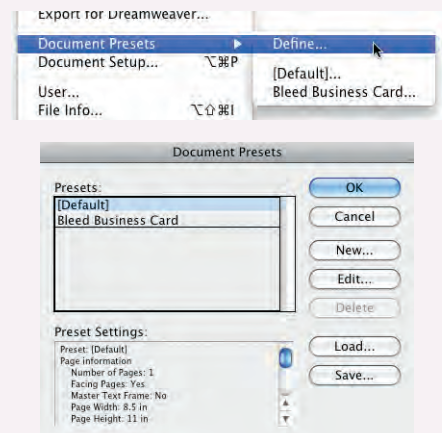 Export for Dreamweaver...
Document Presets ▶ Define...
Document Setup... ⌥⌘P
[Default]...
User...
Bleed Business Card...
File Info... ⌥⇧⌘I
Document Presets
Presets:
[Default]
Bleed Business Card
OK
Cancel
New...
Edit...
Delete
Preset Settings:
Preset: [Default]
Page information
Number of Pages: 1
Facing Pages: Yes
Master Text Frame: No
Page Width: 8.5 in
Page Height: 11 in
Load...
Save...